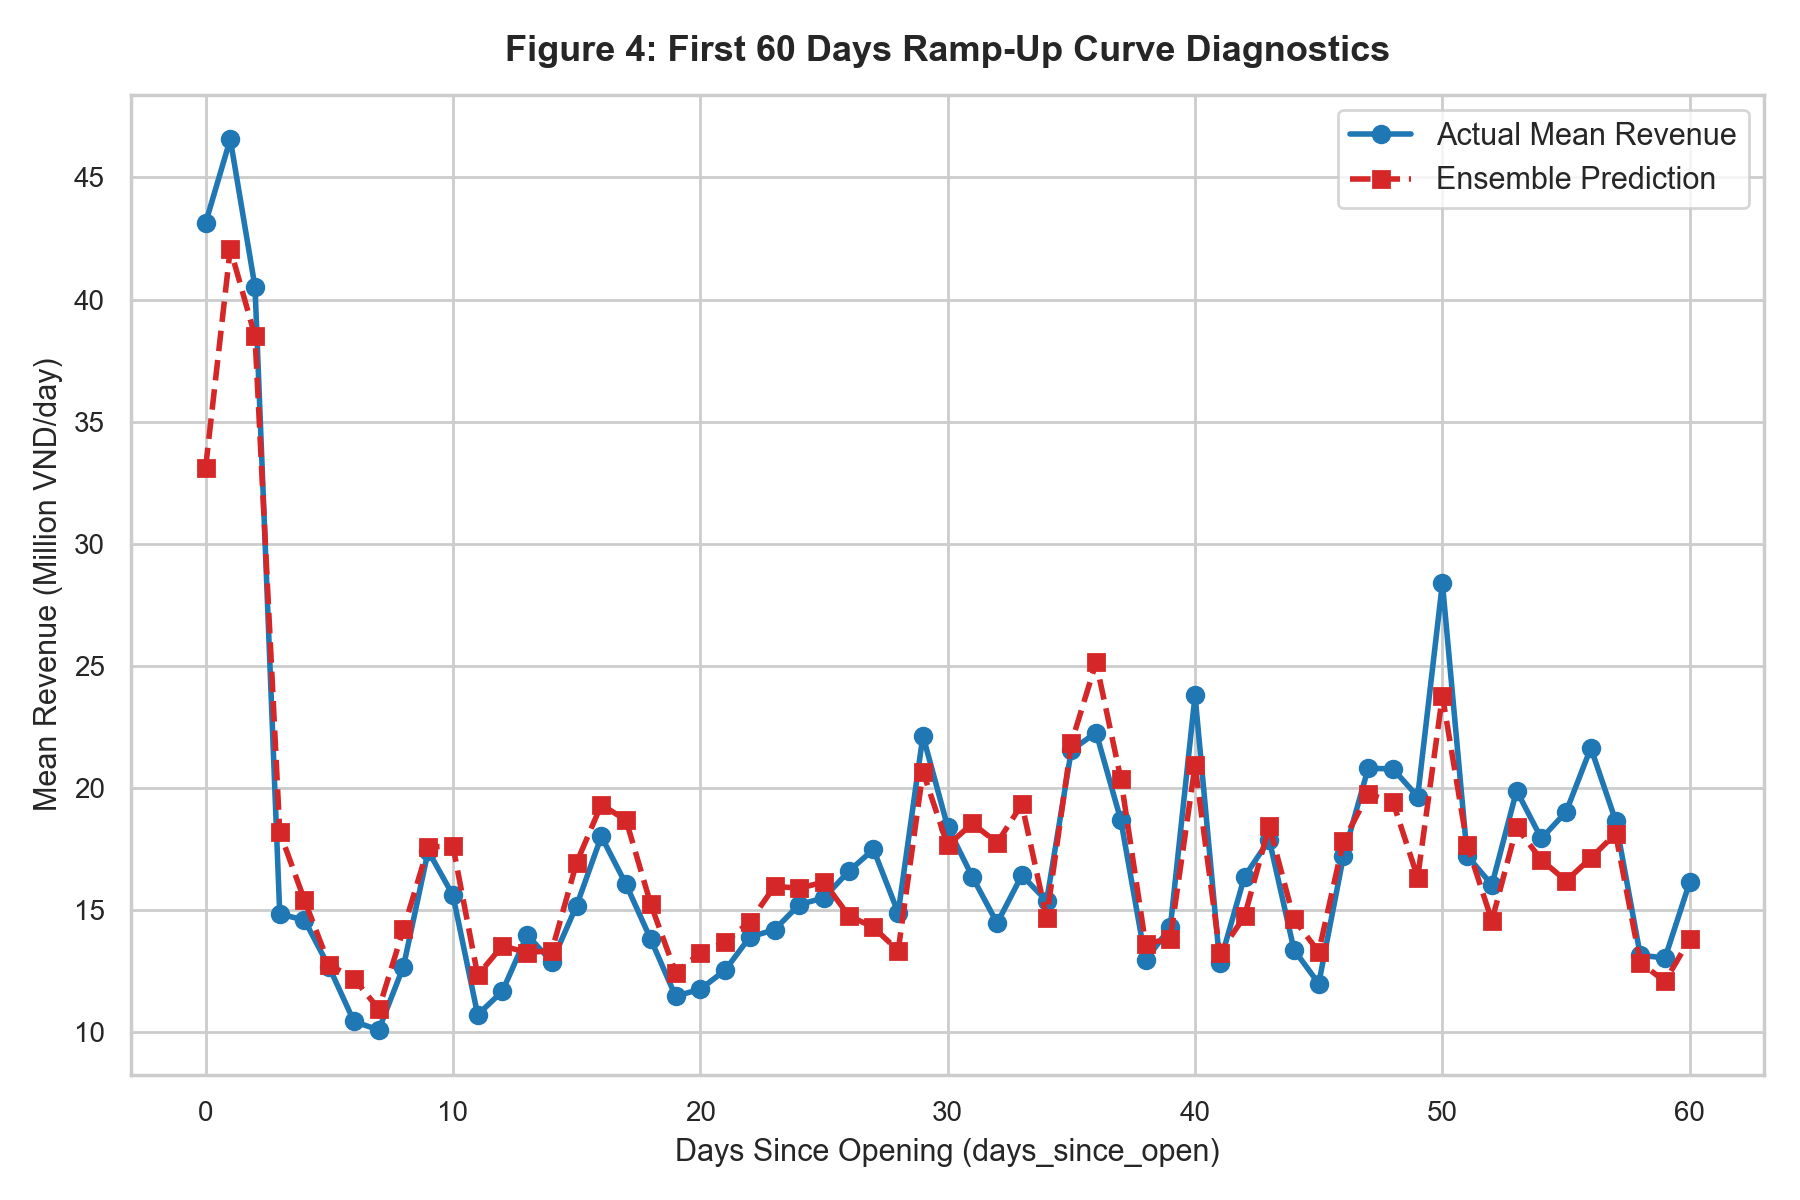 Figure 4: First 60 Days Ramp-Up Curve Diagnostics
Actual Mean Revenue
Ensemble Prediction
Mean Revenue (Million VND/day)
45
40
35
30
25
20
15
10
0 10 20 30 40 50 60
Days Since Opening (days_since_open)